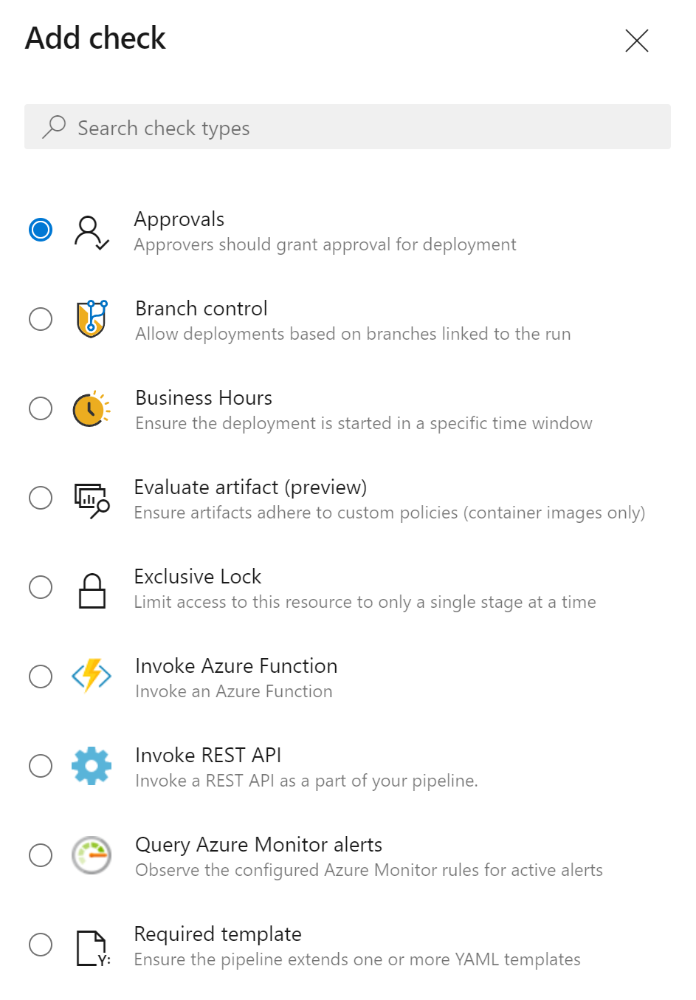 Add check
Search check types
Approvals
Approvers should grant approval for deployment
Branch control
Allow deployments based on branches linked to the run
Business Hours
Ensure the deployment is started in a specific time window
Evaluate artifact (preview)
Ensure artifacts adhere to custom policies (container images only)
Exclusive Lock
Limit access to this resource to only a single stage at a time
Invoke Azure Function
Invoke an Azure Function
Invoke REST API
Invoke a REST API as a part of your pipeline.
Query Azure Monitor alerts
Observe the configured Azure Monitor rules for active alerts
Y:
Required template
Ensure the pipeline extends one or more YAML templates